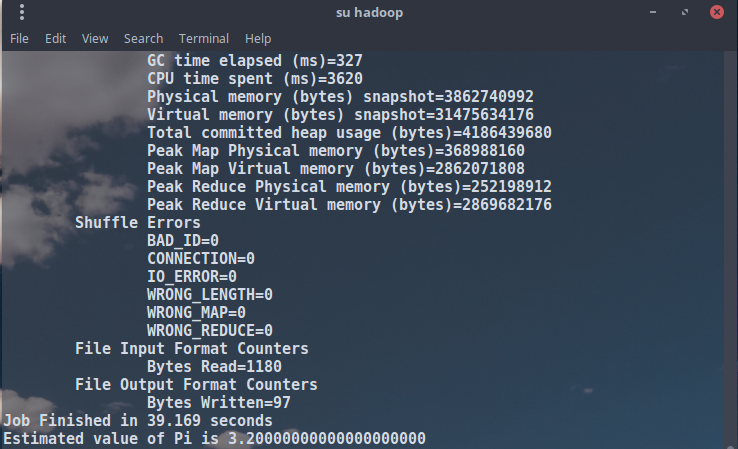 su hadoop
File Edit View Search Terminal Help
GC time elapsed (ms)=327
CPU time spent (ms)=3620
Physical memory (bytes) snapshot=3862740992
Virtual memory (bytes) snapshot=31475634176
Total committed heap usage (bytes)=4186439680
Peak Map Physical memory (bytes)=368988160
Peak Map Virtual memory (bytes)=2862071808
Peak Reduce Physical memory (bytes)=252198912
Peak Reduce Virtual memory (bytes)=2869682176
Shuffle Errors
BAD_ID=0
CONNECTION=0
IO_ERROR=0
WRONG_LENGTH=0
WRONG_MAP=0
WRONG_REDUCE=0
File Input Format Counters
Bytes Read=1180
File Output Format Counters
Bytes Written=97
Job Finished in 39.169 seconds
Estimated value of Pi is 3.20000000000000000000